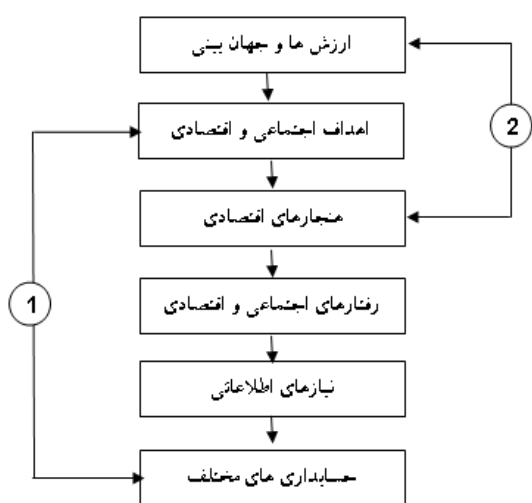 ارزش ها و جهان بینی
اهداف اجتماعی و اقتصادی
2
هنجارهای اقتصادی
رفتارهای اجتماعی و اقتصادی
1
نیازهای اطلاعاتی
حسابداری های مختلف